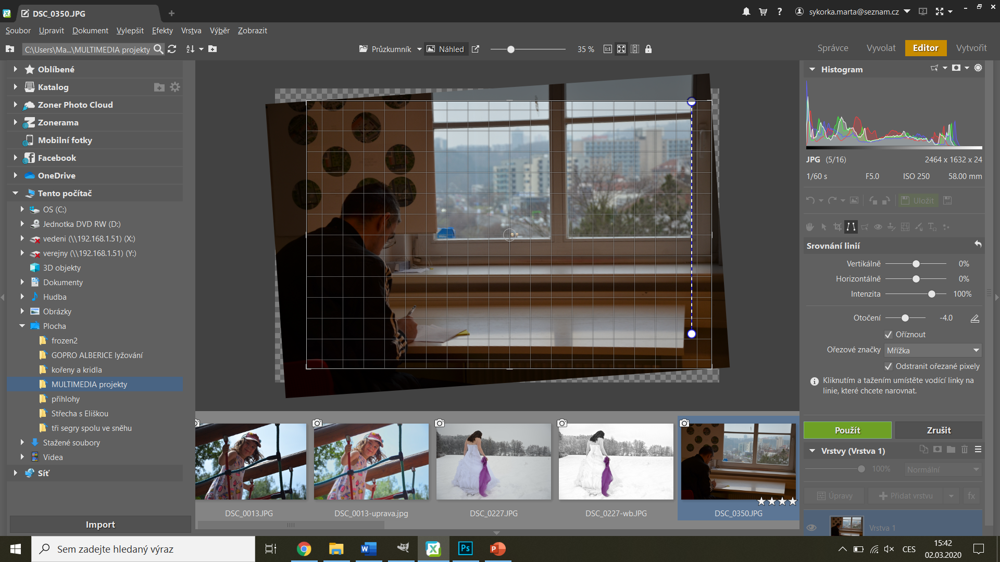 DSC_0350.JPG
sykorka.marta@seznam.cz
2
Soubor Upravit Dokument Vylepšit Efekty Vrstva Výběr Zobrazit
C:\Users\Ma...\MULTIMEDIA projekty
Průzkumník Náhled 35 %
Správce Vyvolat Editor Vytvořit
Oblíbené
Katalog
Zoner Photo Cloud
Zonerama
Mobilní fotky
Facebook
OneDrive
Tento počítač
OS (C:)
Jednotka DVD RW (D:)
vedeni (\\192.168.1.51) (X:)
verejny (\\192.168.1.51) (Y:)
3D objekty
Dokumenty
Hudba
Obrázky
Plocha
frozen2
GOPRO ALBERICE lyžování
kořeny a kridla
MULTIMEDIA projekty
přihlohy
Střecha s Eliškou
tři segry spolu ve sněhu
Stažené soubory
Videa
Síť
Import
Histogram
JPG (5/16) 2464 x 1632 x 24
1/60 s F5.0 ISO 250 58.00 mm
Uložit
Srovnání linií
Vertikálně 0%
Horizontálně 0%
Intenzita 100%
Otočení -4.0
Oříznout
Ořezové značky Mřížka
Odstranit ořezané pixely
Kliknutím a tažením umístěte vodící linky na
linie, které chcete narovnat.
Použít Zrušit
Vrstvy (Vrstva 1)
100% Normální
Úpravy Přidat vrstvu fx
Vrstva 1
DSC_0013.JPG
DSC_0013-uprava.jpg
DSC_0227.JPG
DSC_0227-wb.JPG
DSC_0350.JPG
Sem zadejte hledaný výraz
CES
15:42
02.03.2020